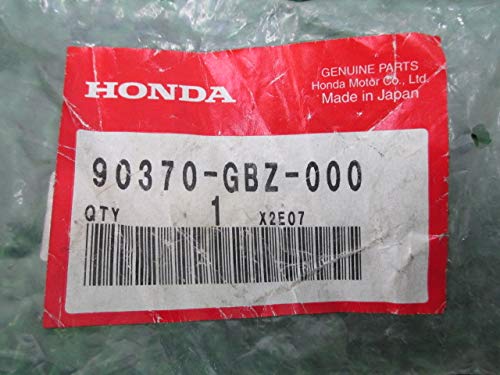 HONDA
GENUINE PARTS
Honda Motor Co., Ltd.
Made in Japan
90370-GBZ-000
QTY 1 X2E07